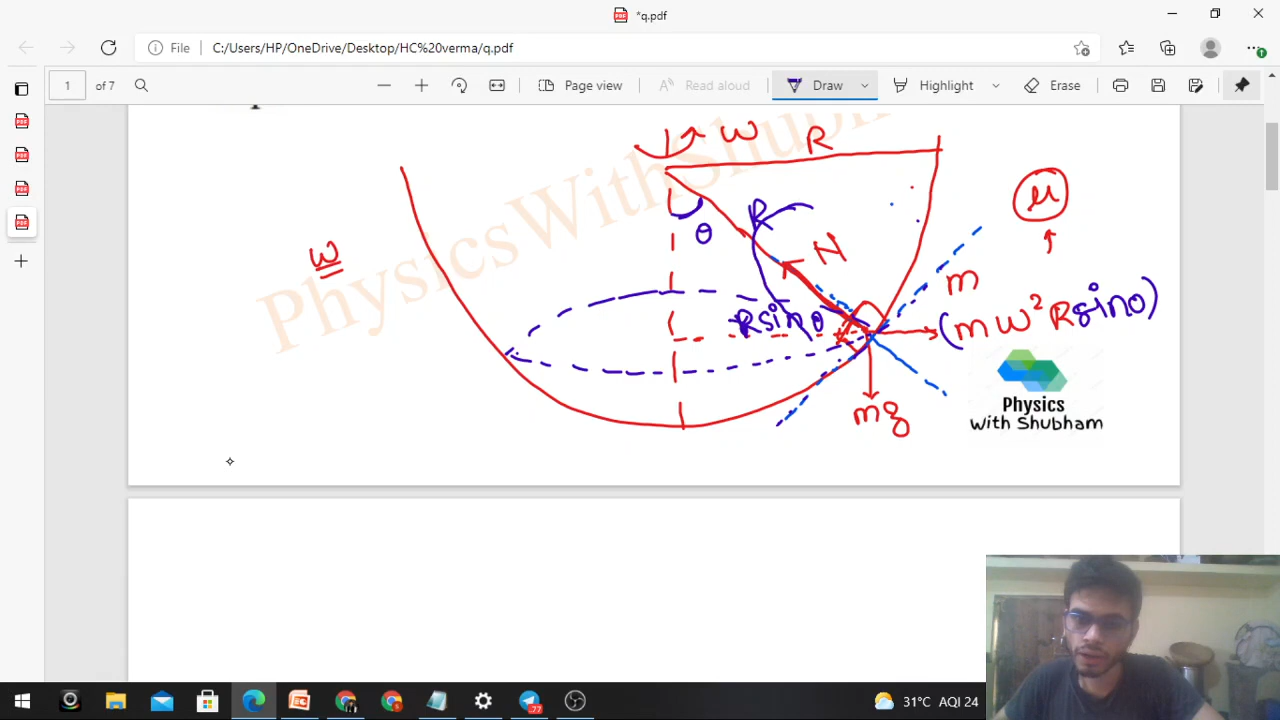 *q.pdf
File C:/Users/HP/OneDrive/Desktop/HC%20verma/q.pdf
1 of 7 Page view Read aloud Draw Highlight Erase
PhysicsWithShubham
ω R
θ R N μ
ω
m
Rsinθ (mω²Rsinθ)
mg
Physics
With Shubham
77
31°C AQI 24